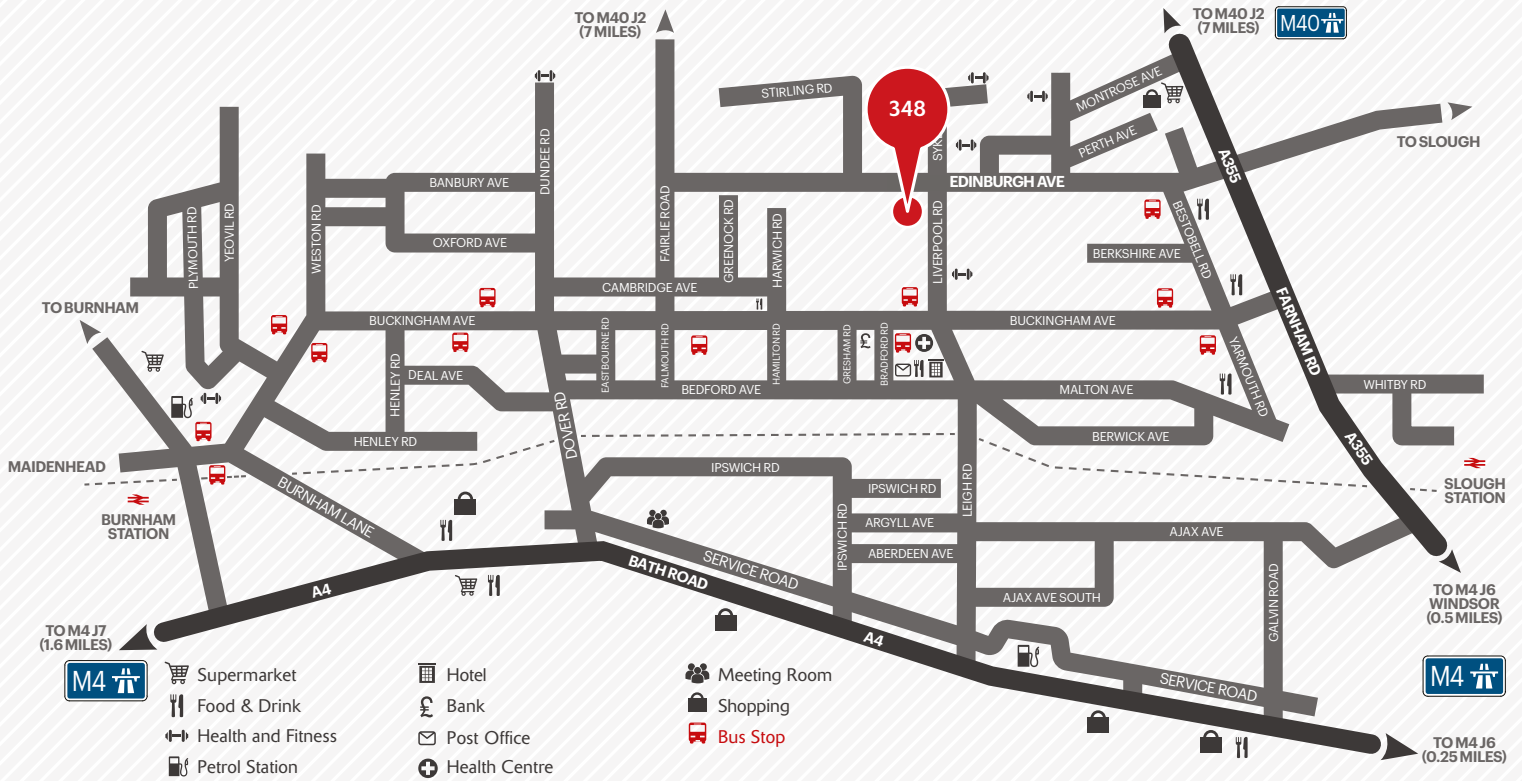 TO M40 J2
(7 MILES)
TO M40 J2
(7 MILES)
M40
STIRLING RD
348
SYK
MONTROSE AVE
PERTH AVE
TO SLOUGH
A355
DUNDEE RD
BANBURY AVE
EDINBURGH AVE
PLYMOUTH RD
YEOVIL RD
WESTON RD
OXFORD AVE
FAIRLIE ROAD
GREENOCK RD
HARWICH RD
LIVERPOOL RD
BESTOBELL RD
BERKSHIRE AVE
CAMBRIDGE AVE
TO BURNHAM
BUCKINGHAM AVE
BUCKINGHAM AVE
FARNHAM RD
EASTBOURNE RD
FALMOUTH RD
HAMILTON RD
GRESHAM RD
£
BRADFORD RD
YARMOUTH RD
HENLEY RD
DEAL AVE
BEDFORD AVE
MALTON AVE
WHITBY RD
DOVER RD
HENLEY RD
BERWICK AVE
A355
MAIDENHEAD
BURNHAM
STATION
BURNHAM LANE
IPSWICH RD
IPSWICH RD
IPSWICH RD
LEIGH RD
SLOUGH
STATION
ARGYLL AVE
AJAX AVE
ABERDEEN AVE
SERVICE ROAD
BATH ROAD
A4
AJAX AVE SOUTH
GALVIN ROAD
TO M4 J6
WINDSOR
(0.5 MILES)
TO M4 J7
(1.6 MILES)
A4
M4
SERVICE ROAD
M4
TO M4 J6
(0.25 MILES)
Supermarket
Food & Drink
Health and Fitness
Petrol Station
Hotel
£ Bank
Post Office
Health Centre
Meeting Room
Shopping
Bus Stop